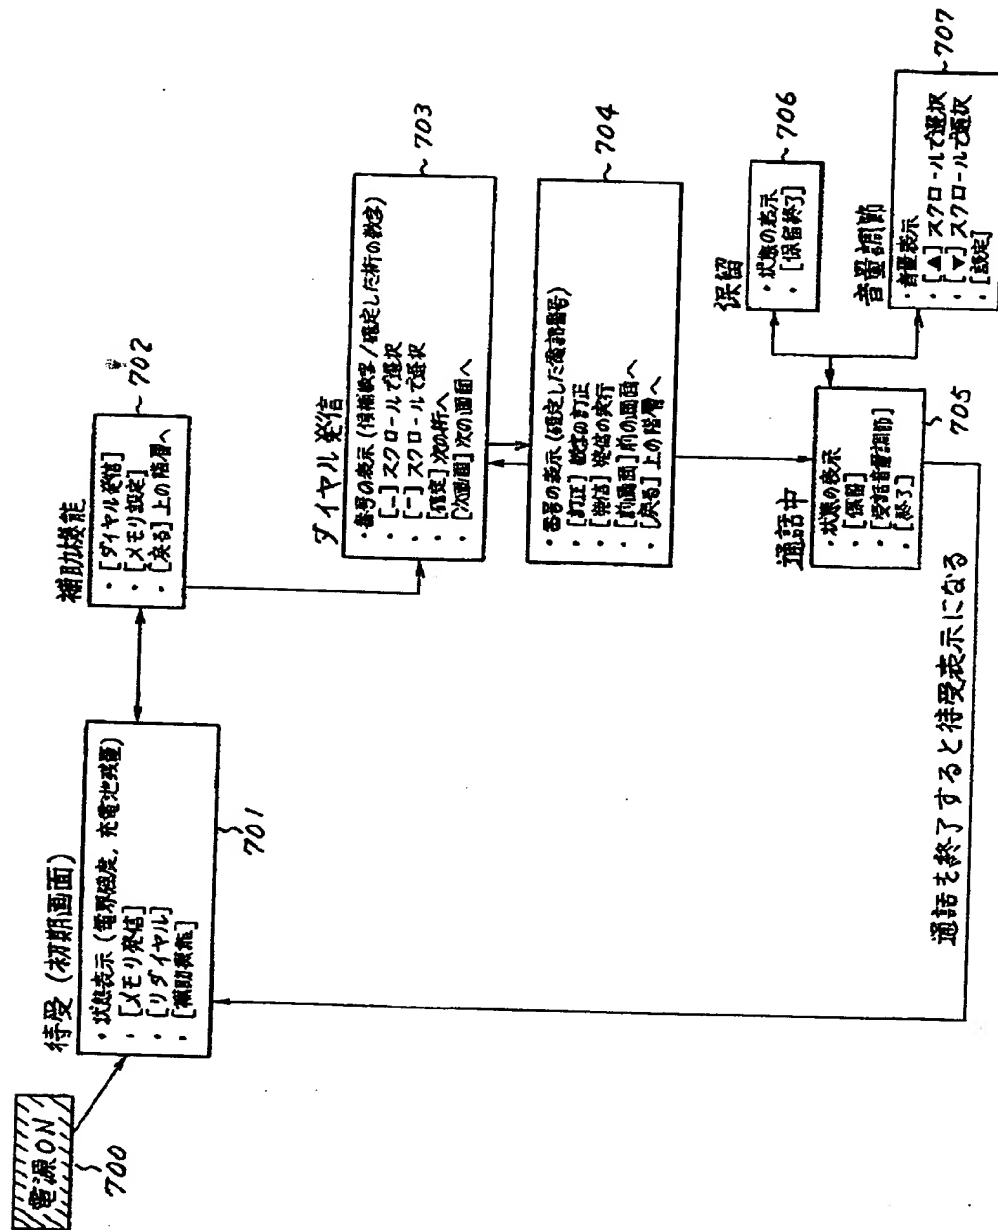 電源ON
700
待受 (初期画面)
・状態表示 (電界強度, 充電池残量)
・[メモリ発信]
・[リダイヤル]
・[補助機能]
701
補助機能
・[ダイヤル発信]
・[メモリ設定]
・[戻る] 上の階層へ
702
ダイヤル発信
・番号の表示 (候補数字/確定した桁の数字)
・[ー] スクロールで選択
・[ー] スクロールで選択
・[確定] 次の桁へ
・[次画面] 次の画面へ
703
・番号の表示 (確定した電話番号)
・[訂正] 数字の訂正
・[発信] 発信の実行
・[前画面] 前の画面へ
・[戻る] 上の階層へ
704
通話中
・状態の表示
・[保留]
・[受話音量調節]
・[終了]
705
保留
・状態の表示
・[保留終了]
706
音量調節
・音量表示
・[▲] スクロールで選択
・[▼] スクロールで選択
・[設定]
707
通話を終了すると待受表示になる